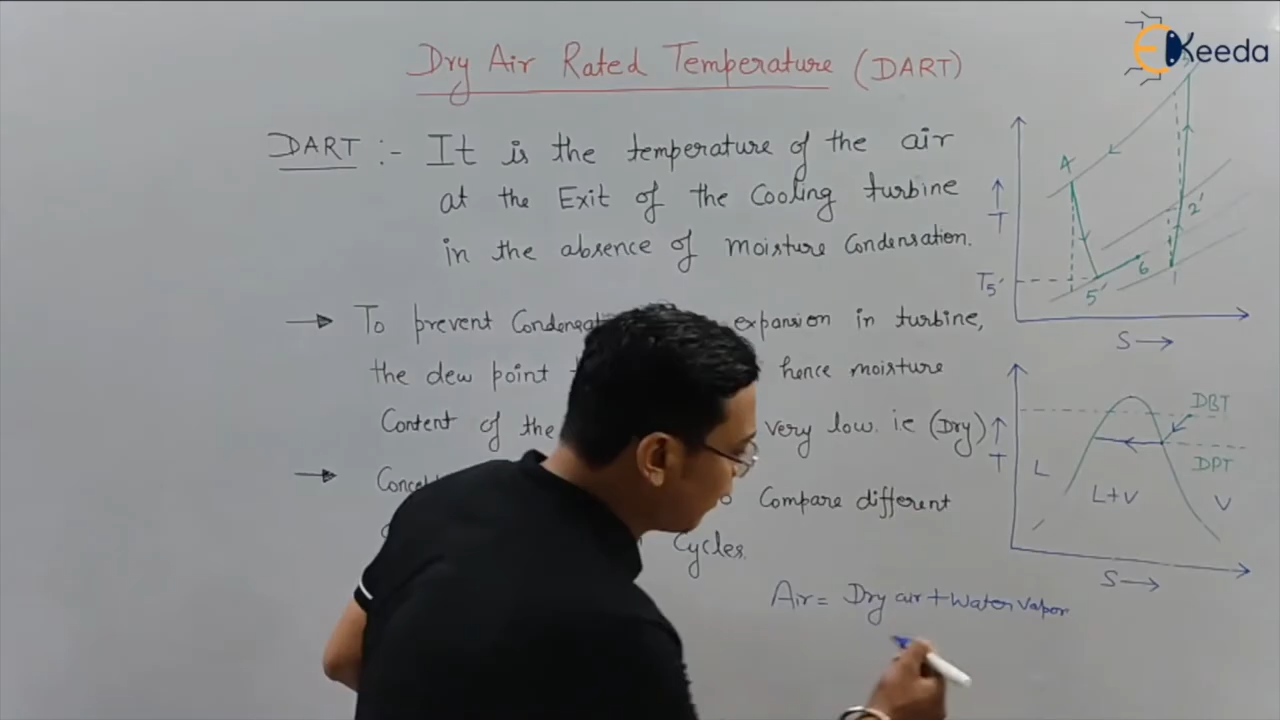 Dry Air Rated Temperature (DART)
EKeeda
DART :- It is the temperature of the air
at the Exit of the Cooling turbine
in the absence of moisture Condensation.
→ To prevent expansion in turbine,
the dew point hence moisture
Content of the very low. ie (Dry)
→ Compare different
Cycles.
Air = Dry air + Water vapor
4
2'
T
T5'
5'
6
1
S →
DBT
DPT
T
L
L+V
V
S →